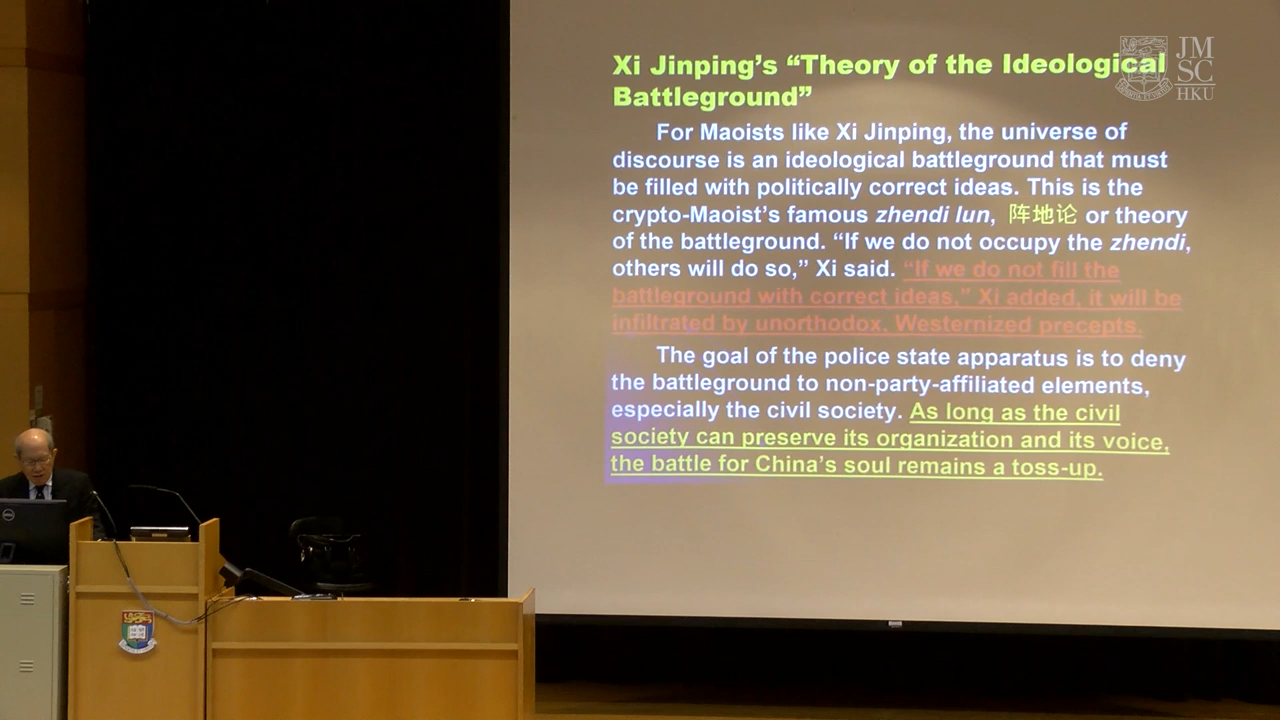 Xi Jinping's “Theory of the Ideological
Battleground”
For Maoists like Xi Jinping, the universe of
discourse is an ideological battleground that must
be filled with politically correct ideas. This is the
crypto-Maoist's famous zhendi lun, 阵地论 or theory
of the battleground. “If we do not occupy the zhendi,
others will do so,” Xi said. “If we do not fill the
battleground with correct ideas,” Xi added, it will be
infiltrated by unorthodox, Westernized precepts.
The goal of the police state apparatus is to deny
the battleground to non-party-affiliated elements,
especially the civil society. As long as the civil
society can preserve its organization and its voice,
the battle for China's soul remains a toss-up.
JM
SC
HKU
DELL